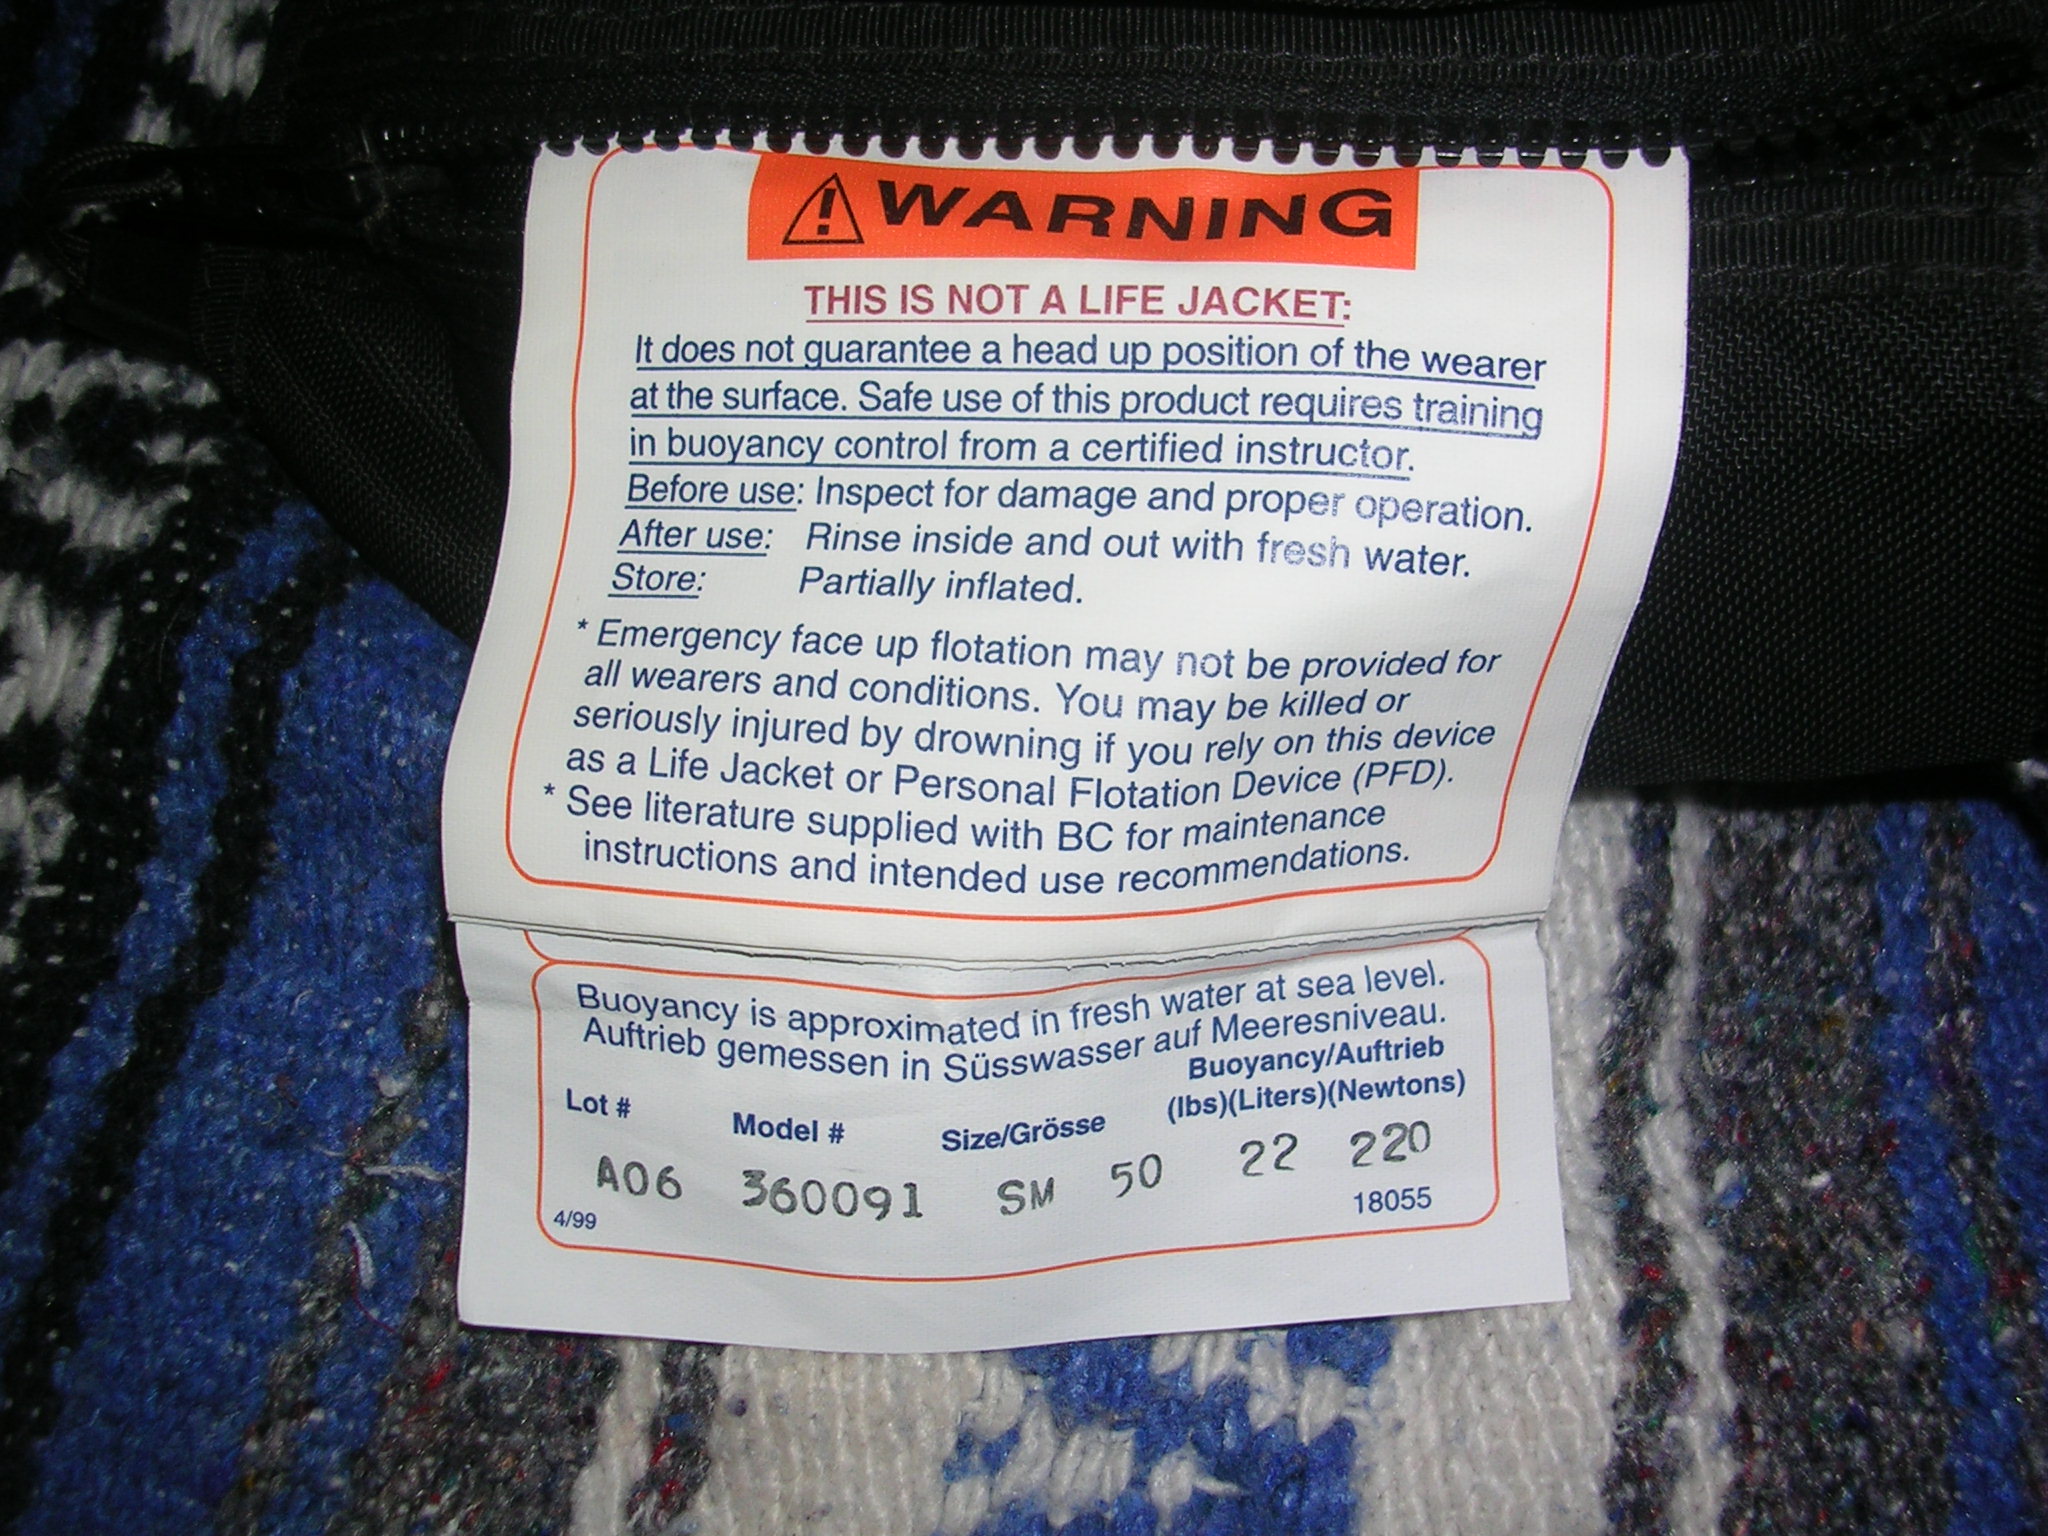 WARNING
THIS IS NOT A LIFE JACKET:
It does not guarantee a head up position of the wearer
at the surface. Safe use of this product requires training
in buoyancy control from a certified instructor.
Before use: Inspect for damage and proper operation.
After use: Rinse inside and out with fresh water.
Store: Partially inflated.
* Emergency face up flotation may not be provided for
all wearers and conditions. You may be killed or
seriously injured by drowning if you rely on this device
as a Life Jacket or Personal Flotation Device (PFD).
* See literature supplied with BC for maintenance
instructions and intended use recommendations.
Buoyancy is approximated in fresh water at sea level.
Auftrieb gemessen in Süsswasser auf Meeresniveau.
Buoyancy/Auftrieb
Lot # Model # Size/Grösse (lbs)(Liters)(Newtons)
A06 360091 SM 50 22 220
4/99 18055